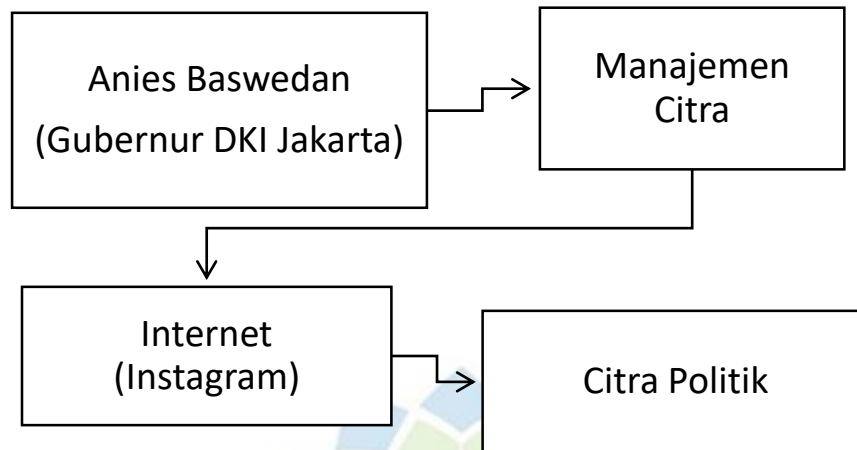 Anies Baswedan
(Gubernur DKI Jakarta)
Manajemen
Citra
Internet
(Instagram)
Citra Politik